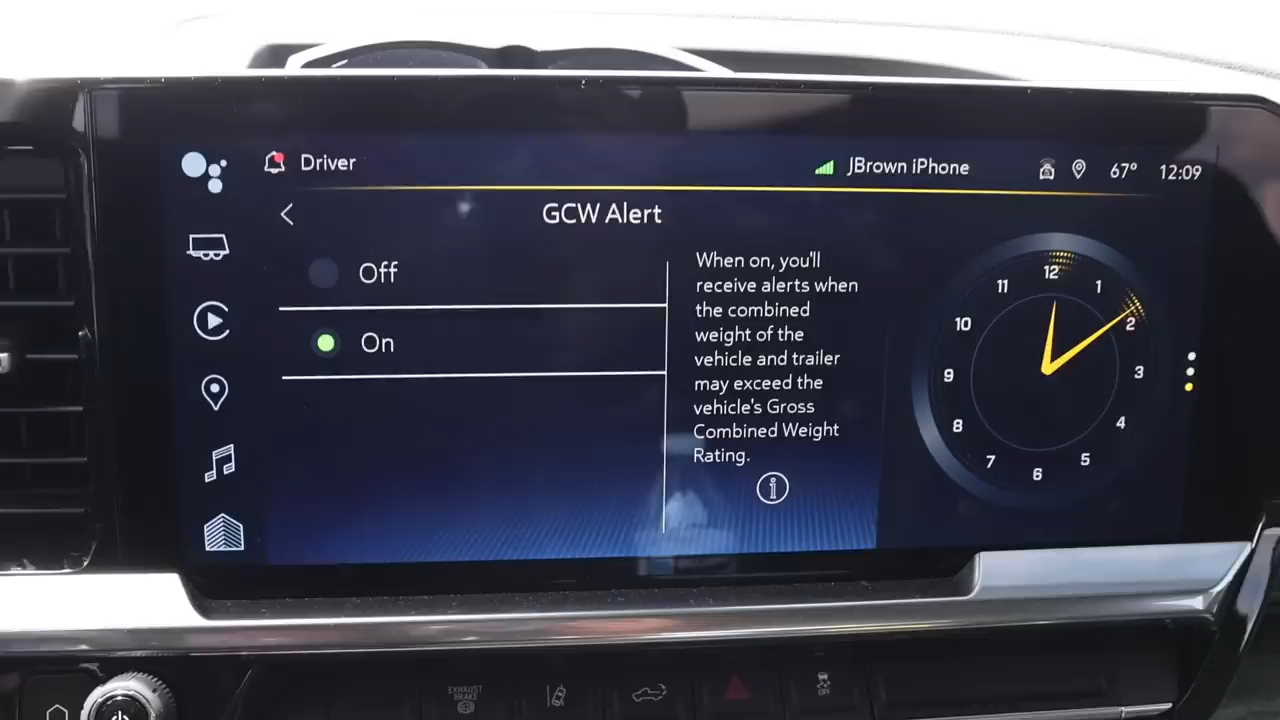 Driver
JBrown iPhone
67°
12:09
GCW Alert
Off
On
When on, you'll
receive alerts when
the combined
weight of the
vehicle and trailer
may exceed the
vehicle's Gross
Combined Weight
Rating.
12
1
2
3
4
5
6
7
8
9
10
11
EXHAUST
BRAKE
OFF